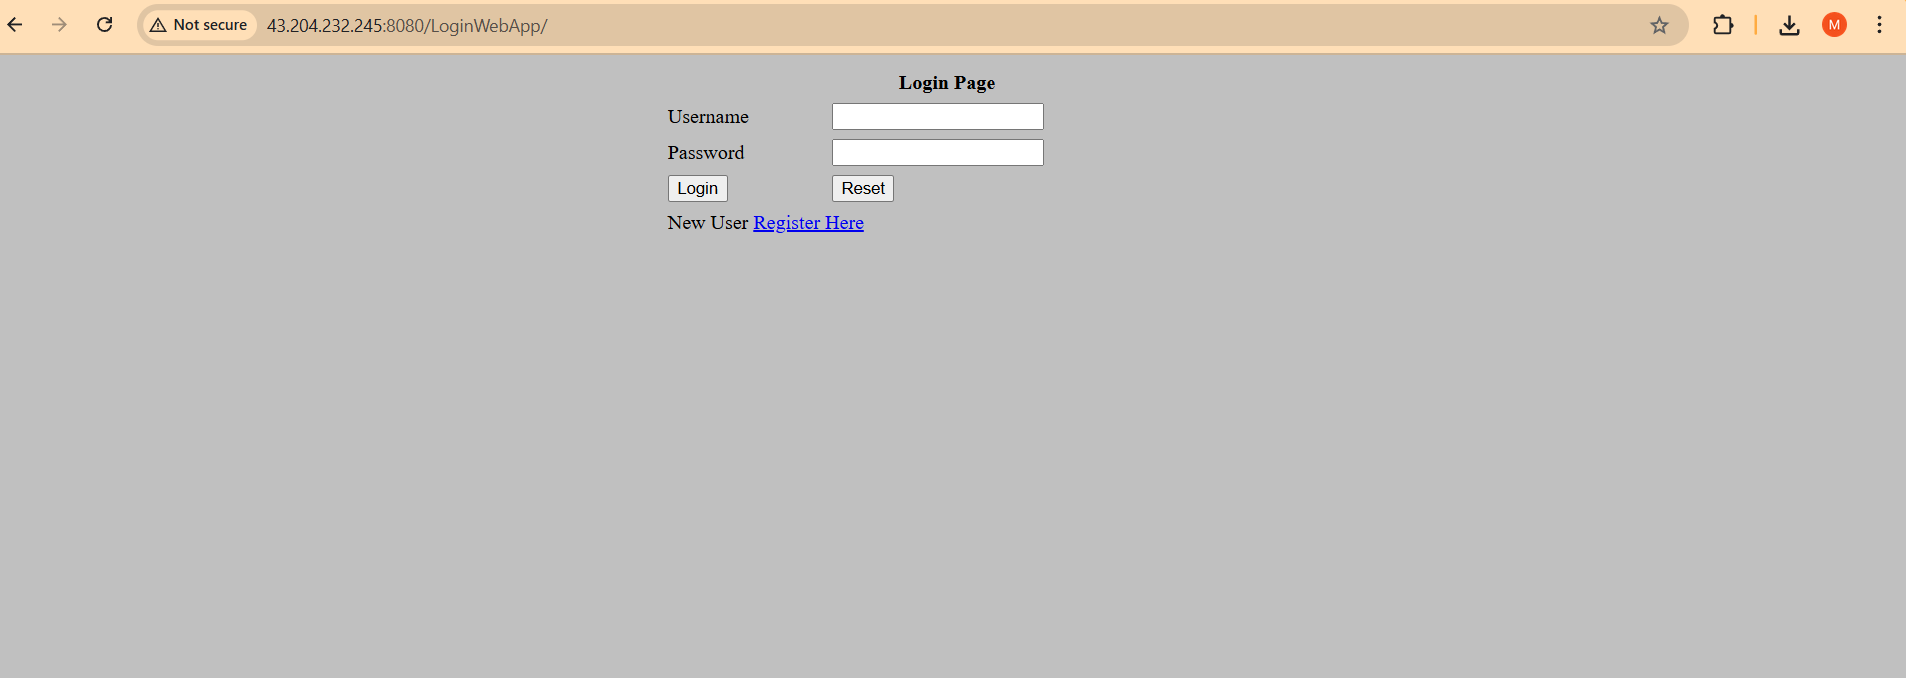 Not secure 43.204.232.245:8080/LoginWebApp/ M
Login Page
Username
Password
Login Reset
New User Register Here